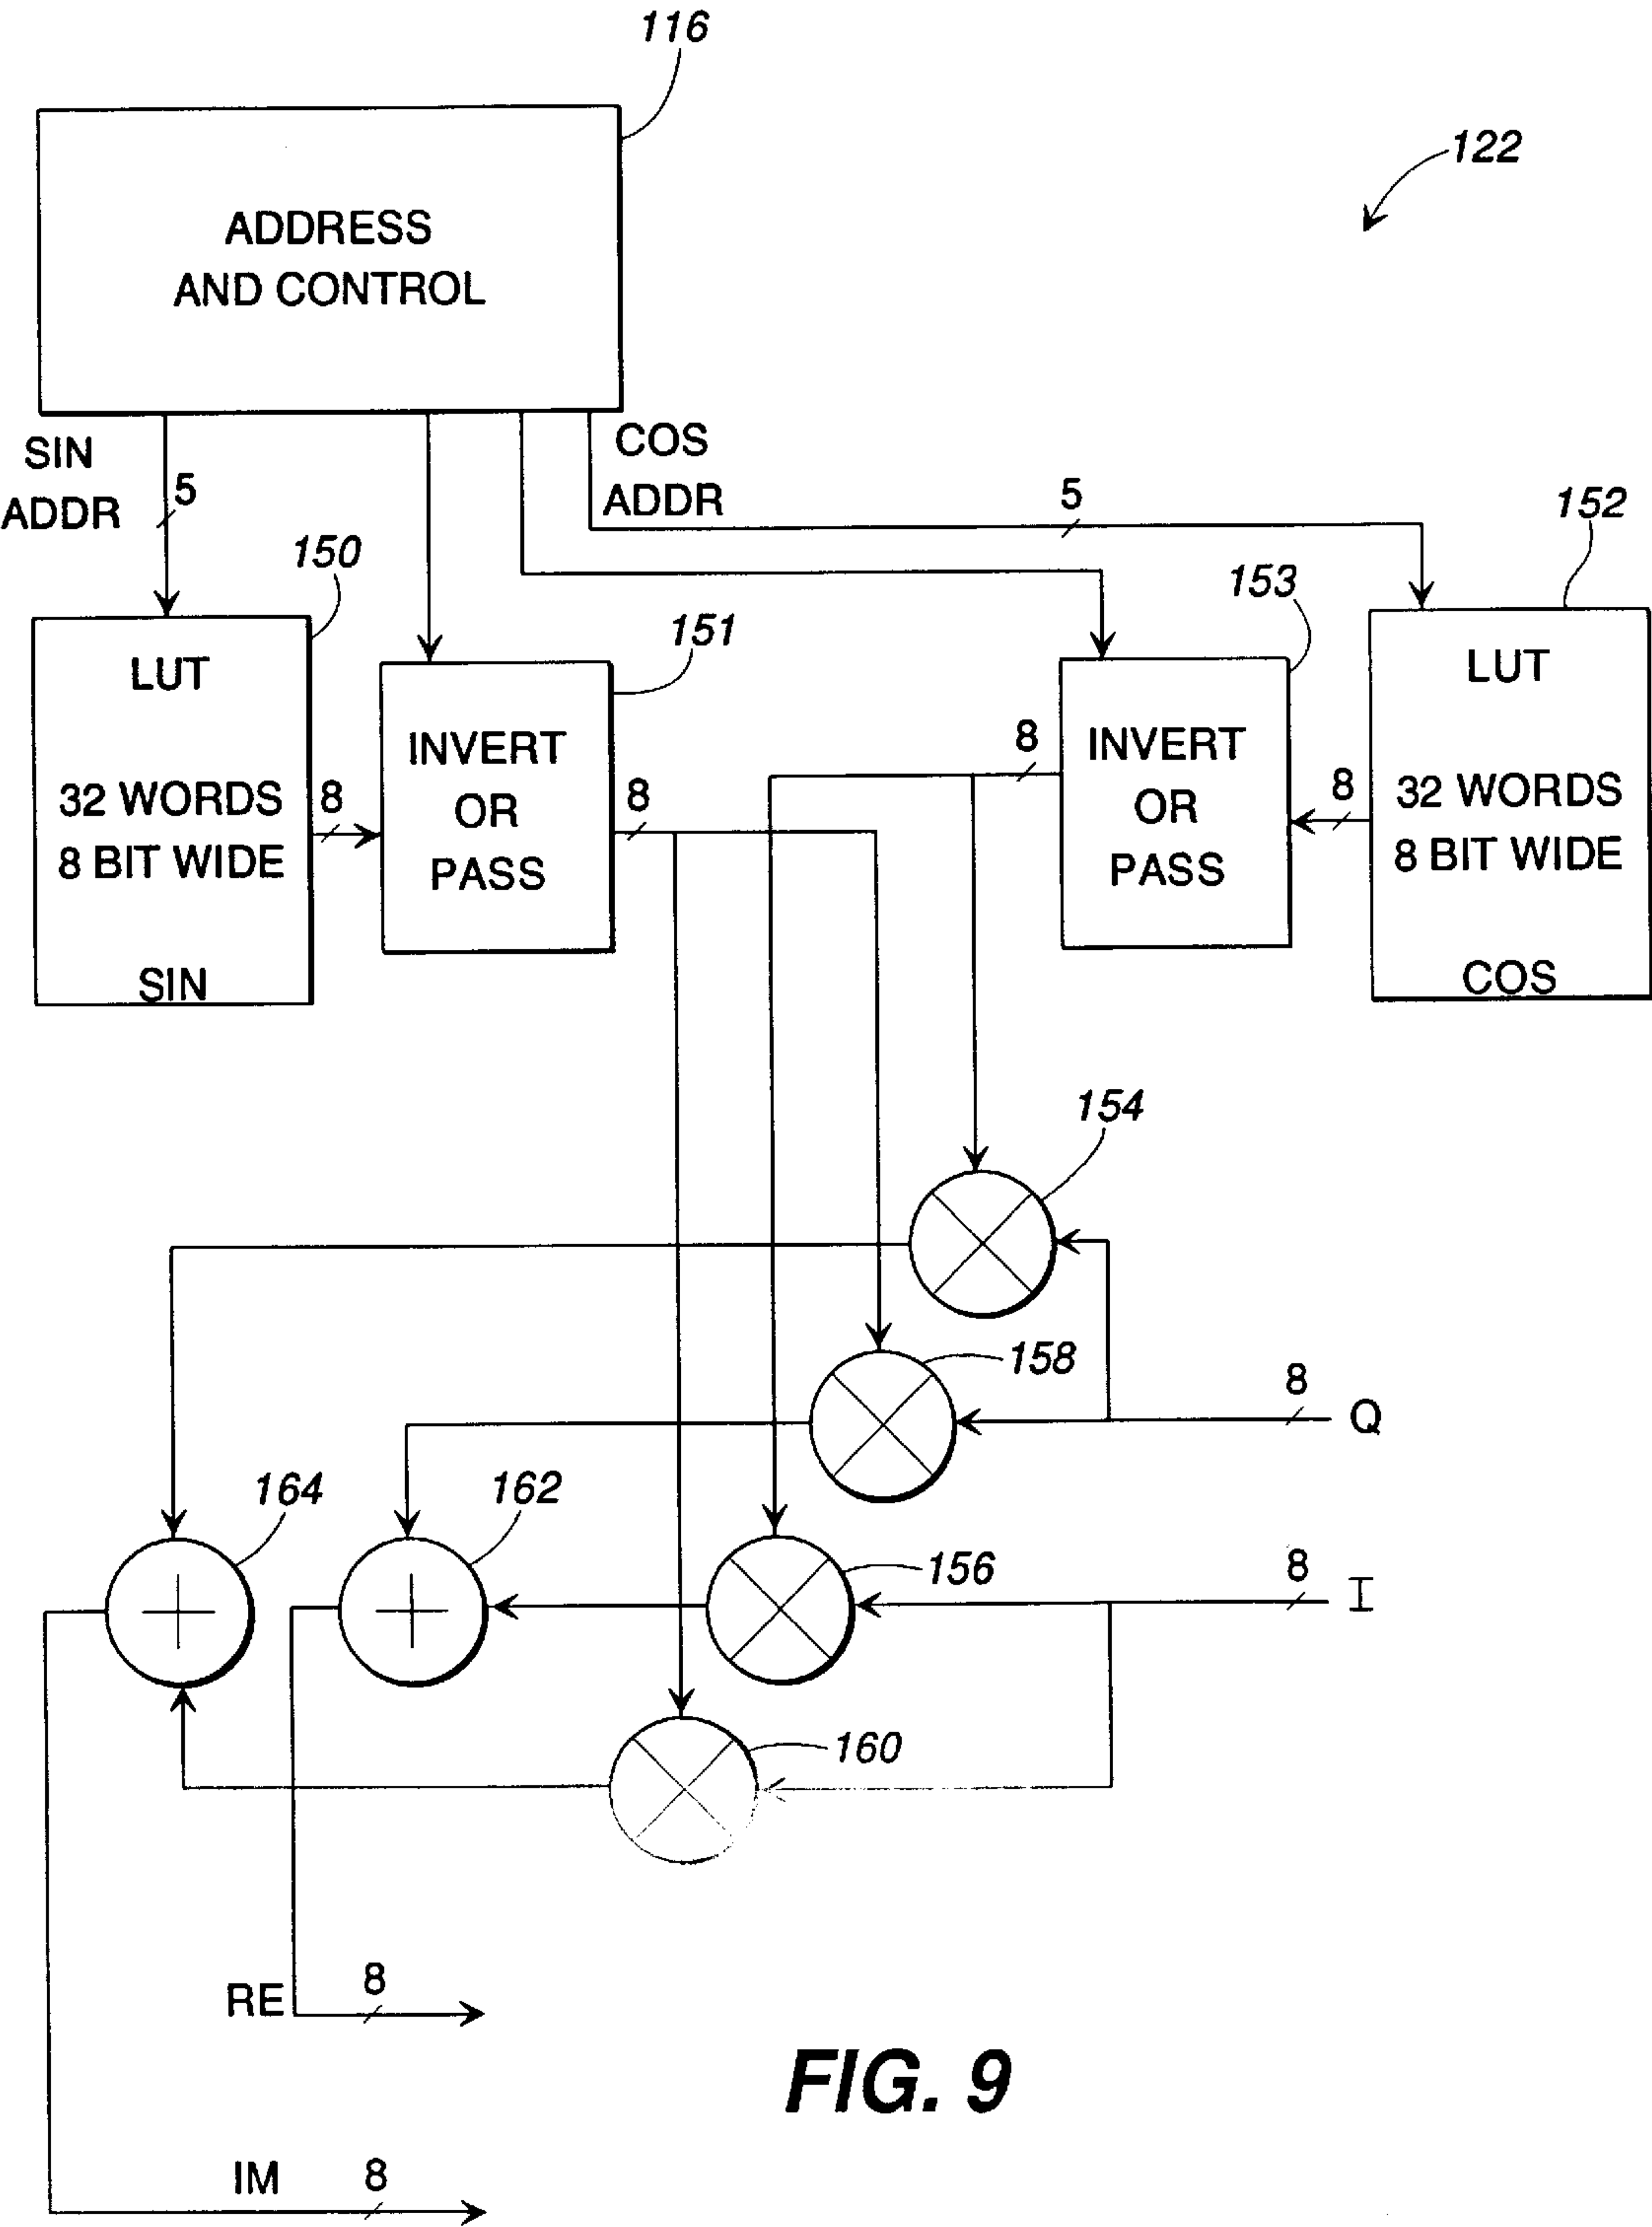 116
122
ADDRESS
AND CONTROL
SIN
ADDR
5
COS
ADDR
5
152
150
153
151
LUT
32 WORDS
8 BIT WIDE
SIN
8
INVERT
OR
PASS
8
8
INVERT
OR
PASS
8
LUT
32 WORDS
8 BIT WIDE
COS
154
158
8
Q
164
162
156
8
I
160
RE
8
FIG. 9
IM
8